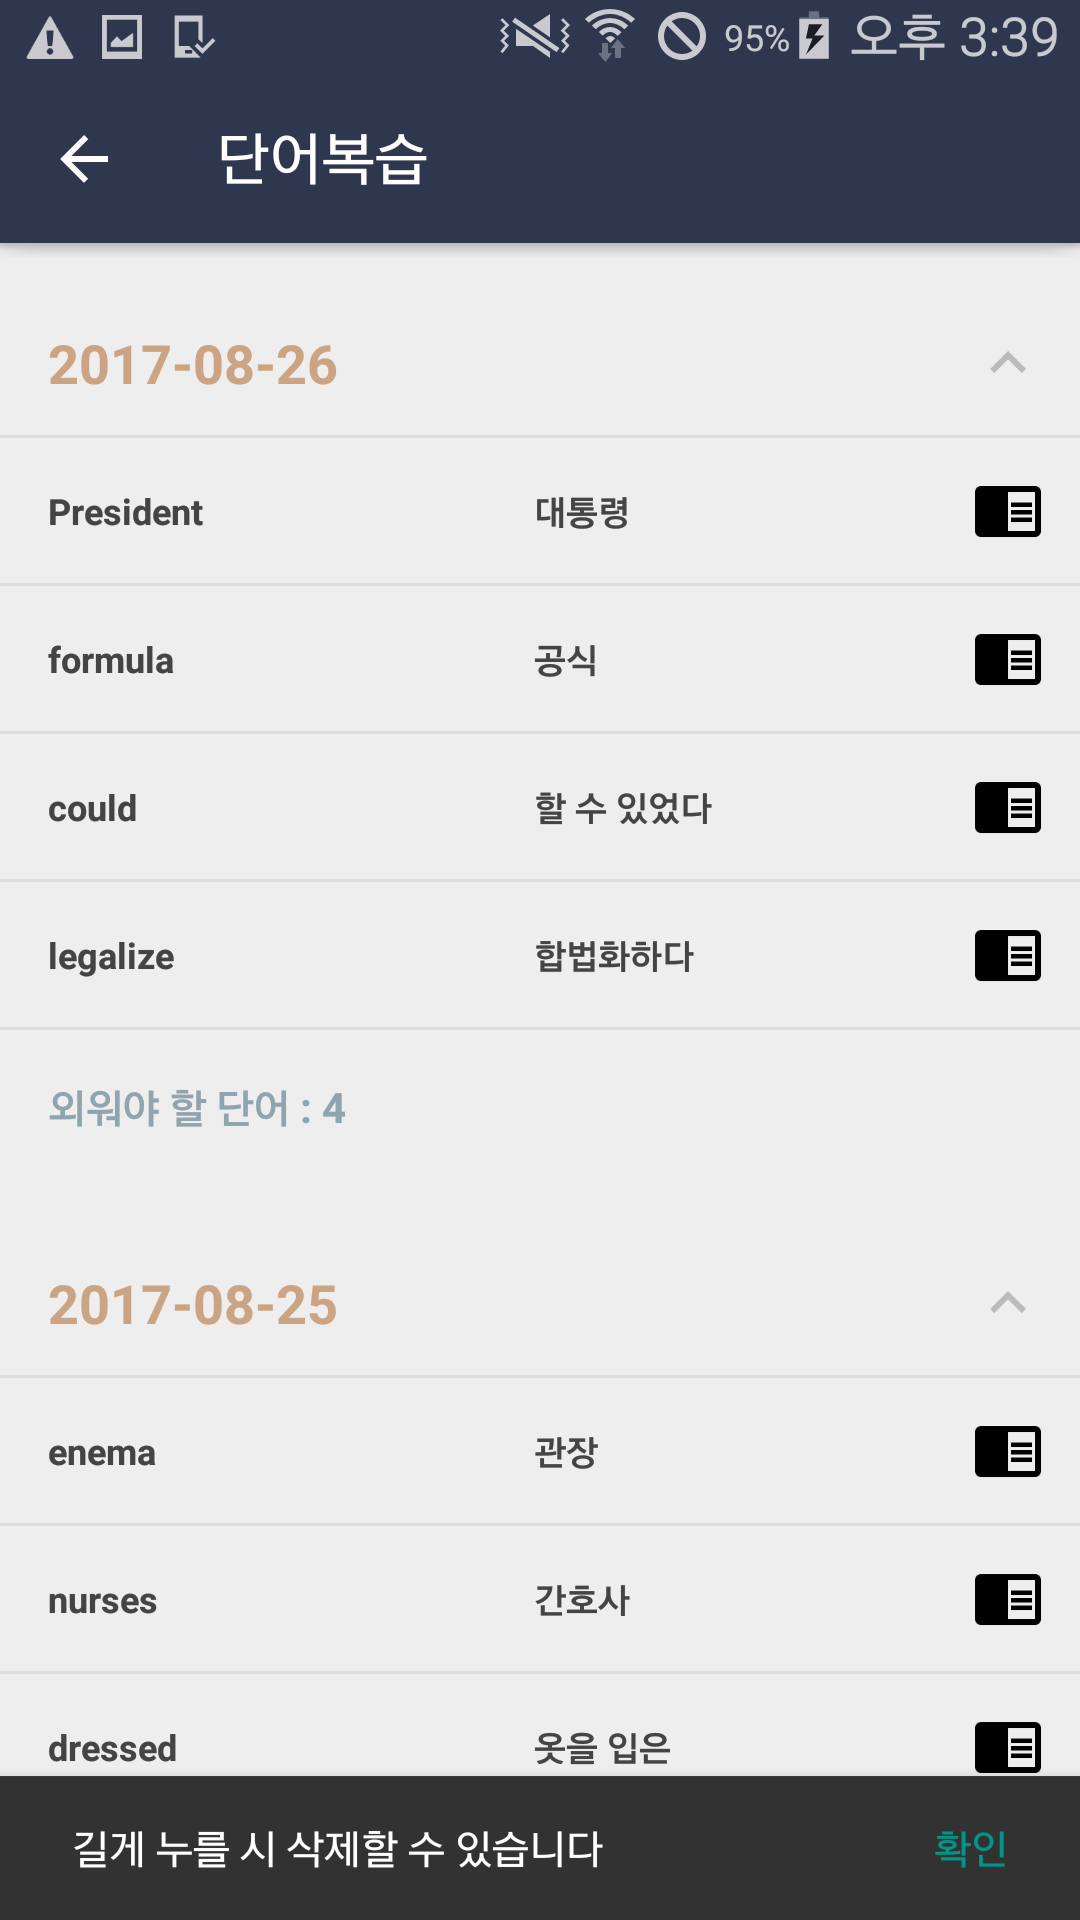 95% 오후 3:39
단어복습
2017-08-26
President 대통령
formula 공식
could 할 수 있었다
legalize 합법화하다
외워야 할 단어 : 4
2017-08-25
enema 관장
nurses 간호사
dressed 옷을 입은
길게 누를 시 삭제할 수 있습니다 확인